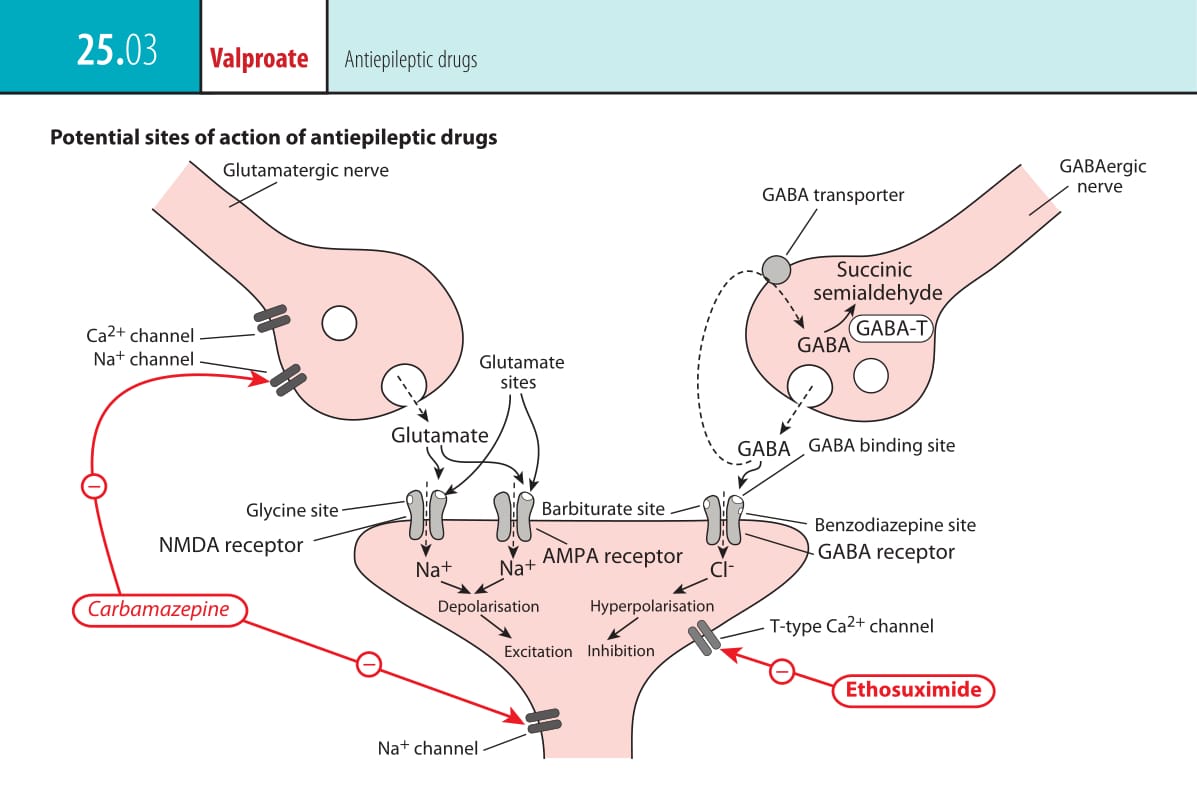 25.03
Valproate
Antiepileptic drugs
Potential sites of action of antiepileptic drugs
Glutamatergic nerve
GABAergic
nerve
GABA transporter
Succinic
semialdehyde
GABA-T
GABA
Ca2+ channel
Na+ channel
Glutamate
sites
Glutamate
GABA
GABA binding site
Glycine site
Barbiturate site
Benzodiazepine site
NMDA receptor
AMPA receptor
GABA receptor
Na+
Na+
Cl-
Depolarisation
Hyperpolarisation
Excitation
Inhibition
T-type Ca2+ channel
−
Carbamazepine
−
−
Ethosuximide
Na+ channel